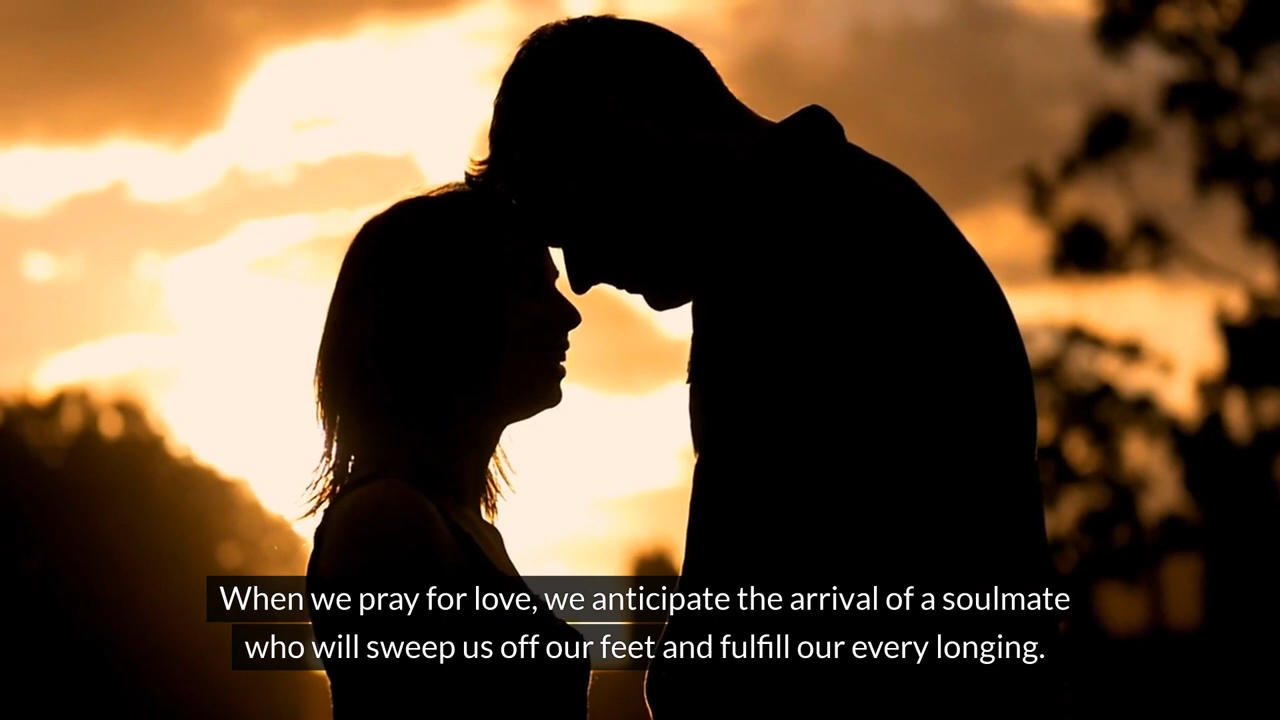 When we pray for love, we anticipate the arrival of a soulmate
who will sweep us off our feet and fulfill our every longing.